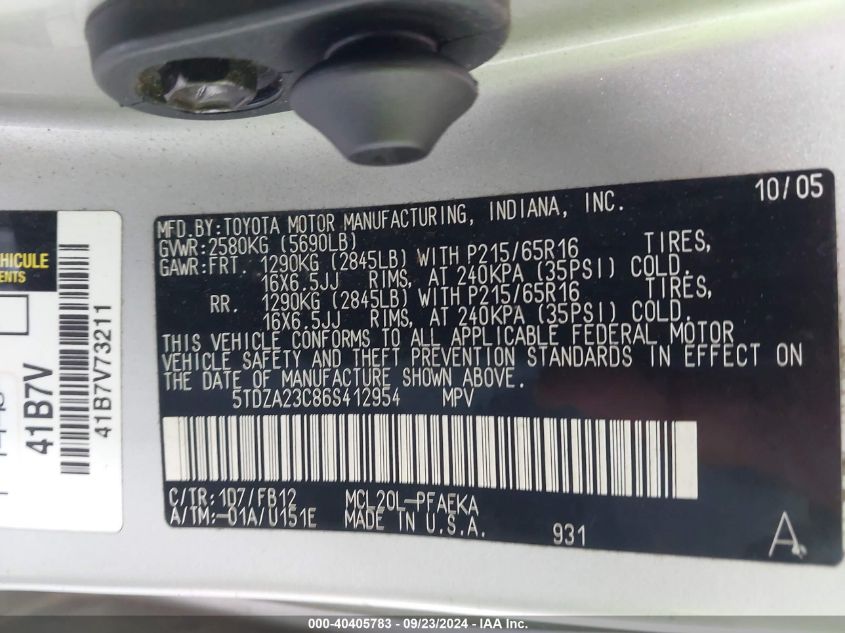 10/05
MFD.BY:TOYOTA MOTOR MANUFACTURING, INDIANA, INC.
GVWR:2580KG (5690LB)
GAWR:FRT. 1290KG (2845LB) WITH P215/65R16 TIRES,
16X6.5JJ RIMS, AT 240KPA (35PSI) COLD.
RR. 1290KG (2845LB) WITH P215/65R16 TIRES,
16X6.5JJ RIMS, AT 240KPA (35PSI) COLD.
THIS VEHICLE CONFORMS TO ALL APPLICABLE FEDERAL MOTOR
VEHICLE SAFETY AND THEFT PREVENTION STANDARDS IN EFFECT ON
THE DATE OF MANUFACTURE SHOWN ABOVE.
5TDZA23C86S412954 MPV
C/TR:1D7/FB12 MCL20L-PFAEKA
A/TM:-01A/U151E MADE IN U.S.A. 931
A
EHICULE
ENTS
41B7V
41B7V73211
000-40405783 - 09/23/2024 - IAA Inc.